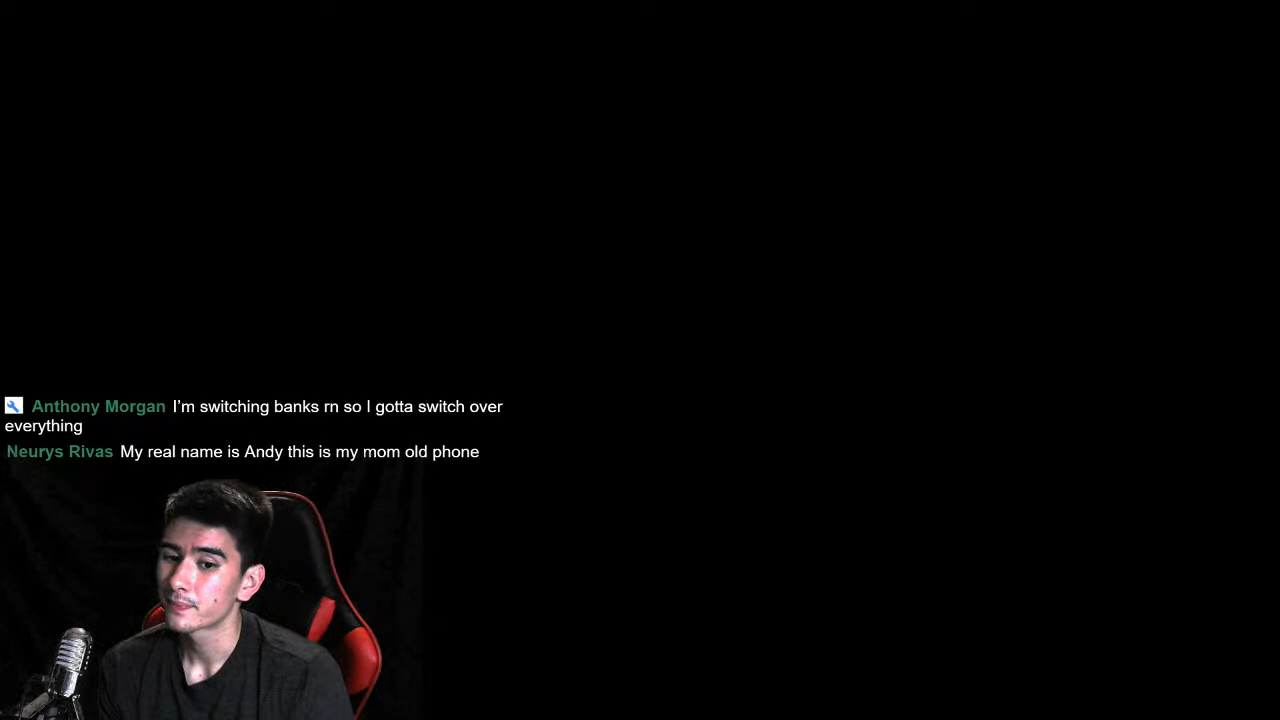 Anthony Morgan I'm switching banks rn so I gotta switch over
everything
Neurys Rivas My real name is Andy this is my mom old phone